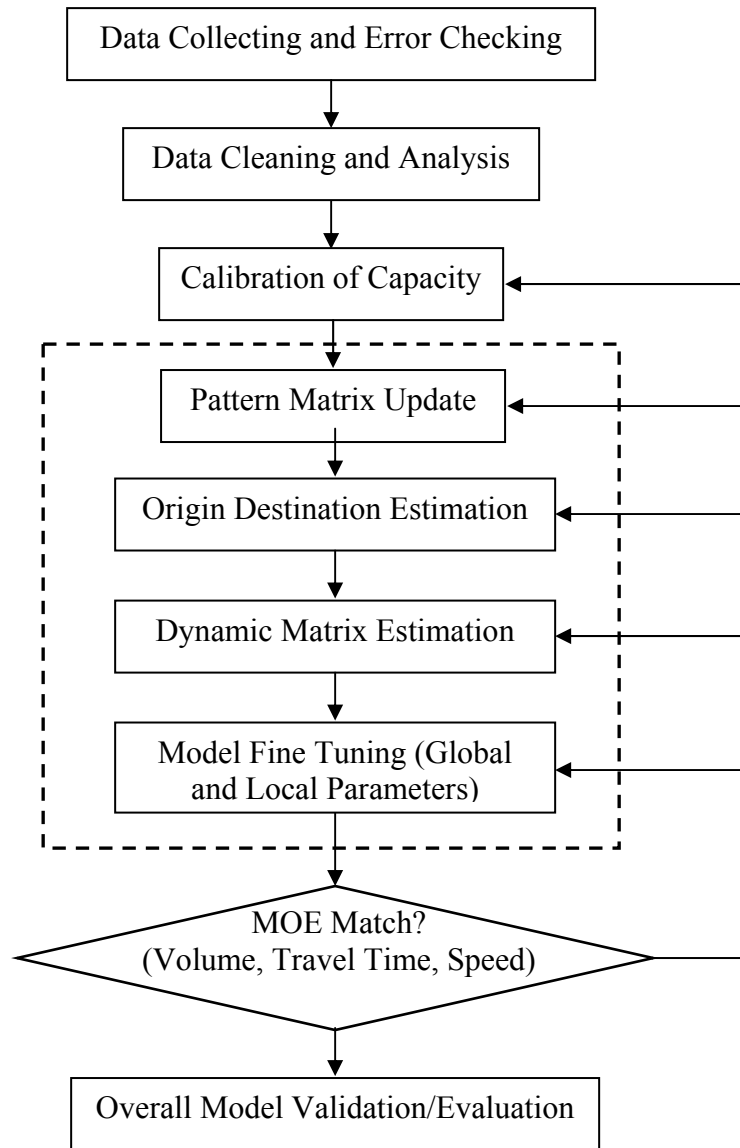 Data Collecting and Error Checking
Data Cleaning and Analysis
Calibration of Capacity
Pattern Matrix Update
Origin Destination Estimation
Dynamic Matrix Estimation
Model Fine Tuning (Global
and Local Parameters)
MOE Match?
(Volume, Travel Time, Speed)
Overall Model Validation/Evaluation